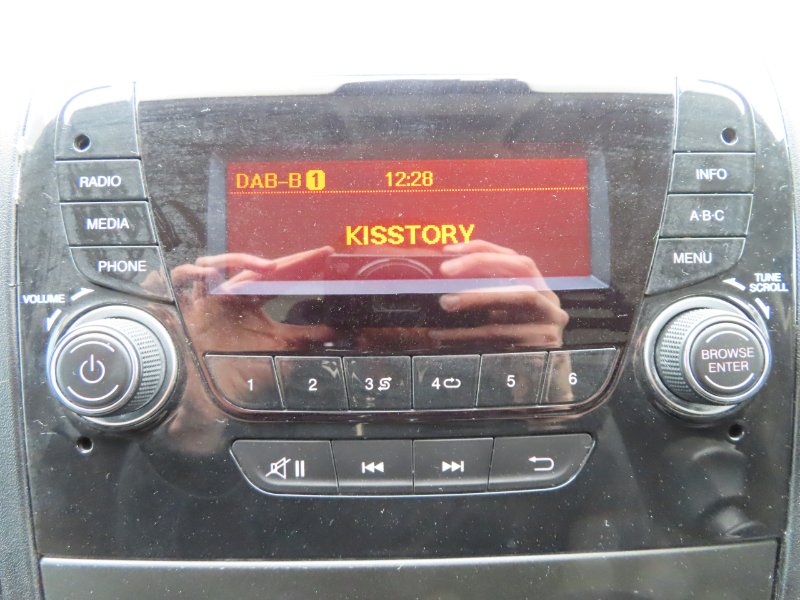 DAB-B 1 12:28
KISSTORY
RADIO
MEDIA
PHONE
VOLUME
INFO
A·B·C
MENU
TUNE
SCROLL
BROWSE
ENTER
1 2 3 4 5 6